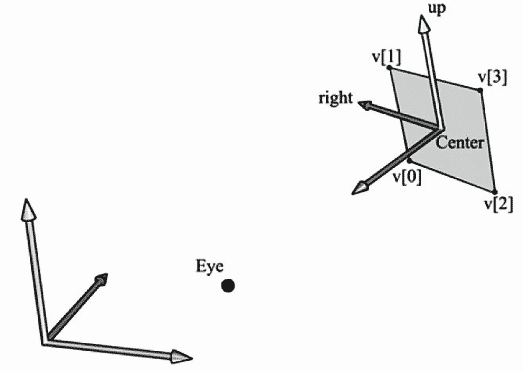 up
v[1]
v[3]
right
Center
v[0]
v[2]
Eye